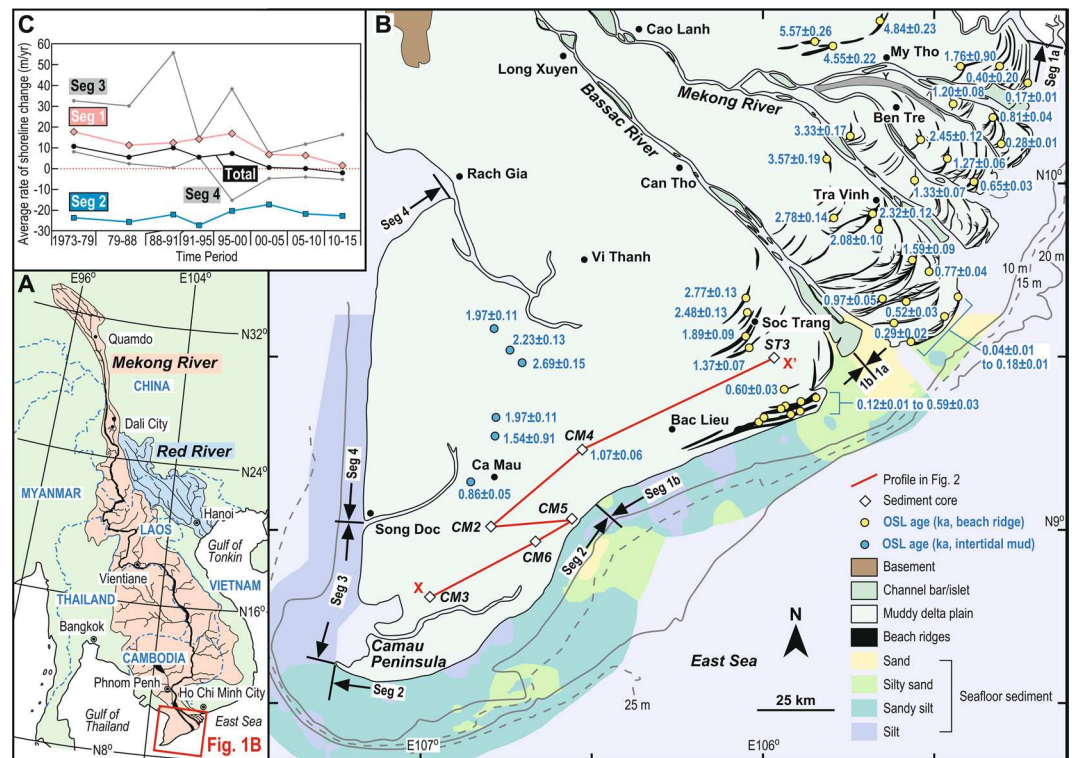 C
Average rate of shoreline change (m/yr)
60
50
40
30
20
10
0
-10
-20
-30
Seg 3
Seg 1
Total
Seg 4
Seg 2
1973-79
79-88
88-91
91-95
95-00
00-05
05-10
10-15
Time Period
A
E96º
E104º
N32º
Quamdo
Mekong River
CHINA
Dali City
Red River
N24º
MYANMAR
Hanoi
LAOS
Gulf of
Tonkin
Vientiane
VIETNAM
THAILAND
N16º
Bangkok
CAMBODIA
Phnom Penh
Ho Chi Minh City
Gulf of
Thailand
East Sea
N8º
Fig. 1B
B
Cao Lanh
Long Xuyen
5.57±0.26
4.84±0.23
4.55±0.22
My Tho
1.76±0.90
Seg 1a
Bassac River
Mekong River
Y
0.40±0.20
1.20±0.08
0.17±0.01
Ben Tre
0.81±0.04
3.33±0.17
2.45±0.12
0.28±0.01
3.57±0.19
1.27±0.06
Rach Gia
Can Tho
1.33±0.07
0.65±0.03
N10º
Seg 4
Tra Vinh
2.78±0.14
2.32±0.12
2.08±0.10
Vi Thanh
1.59±0.09
20 m
10 m
15 m
0.77±0.04
2.77±0.13
0.97±0.05
2.48±0.13
0.52±0.03
1.97±0.11
Soc Trang
1.89±0.09
0.29±0.02
2.23±0.13
ST3
2.69±0.15
1.37±0.07
X'
0.04±0.01
to 0.18±0.01
1b
1a
0.60±0.03
0.12±0.01 to 0.59±0.03
1.97±0.11
Bac Lieu
1.54±0.91
CM4
1.07±0.06
Ca Mau
Seg 4
0.86±0.05
Seg 1b
Song Doc
CM2
CM5
N9º
CM6
Seg 2
Seg 3
X
CM3
Camau
Peninsula
Seg 2
East Sea
25 m
N
25 km
E107º
E106º
Profile in Fig. 2
Sediment core
OSL age (ka, beach ridge)
OSL age (ka, intertidal mud)
Basement
Channel bar/islet
Muddy delta plain
Beach ridges
Sand
Silty sand
Sandy silt
Silt
Seafloor sediment